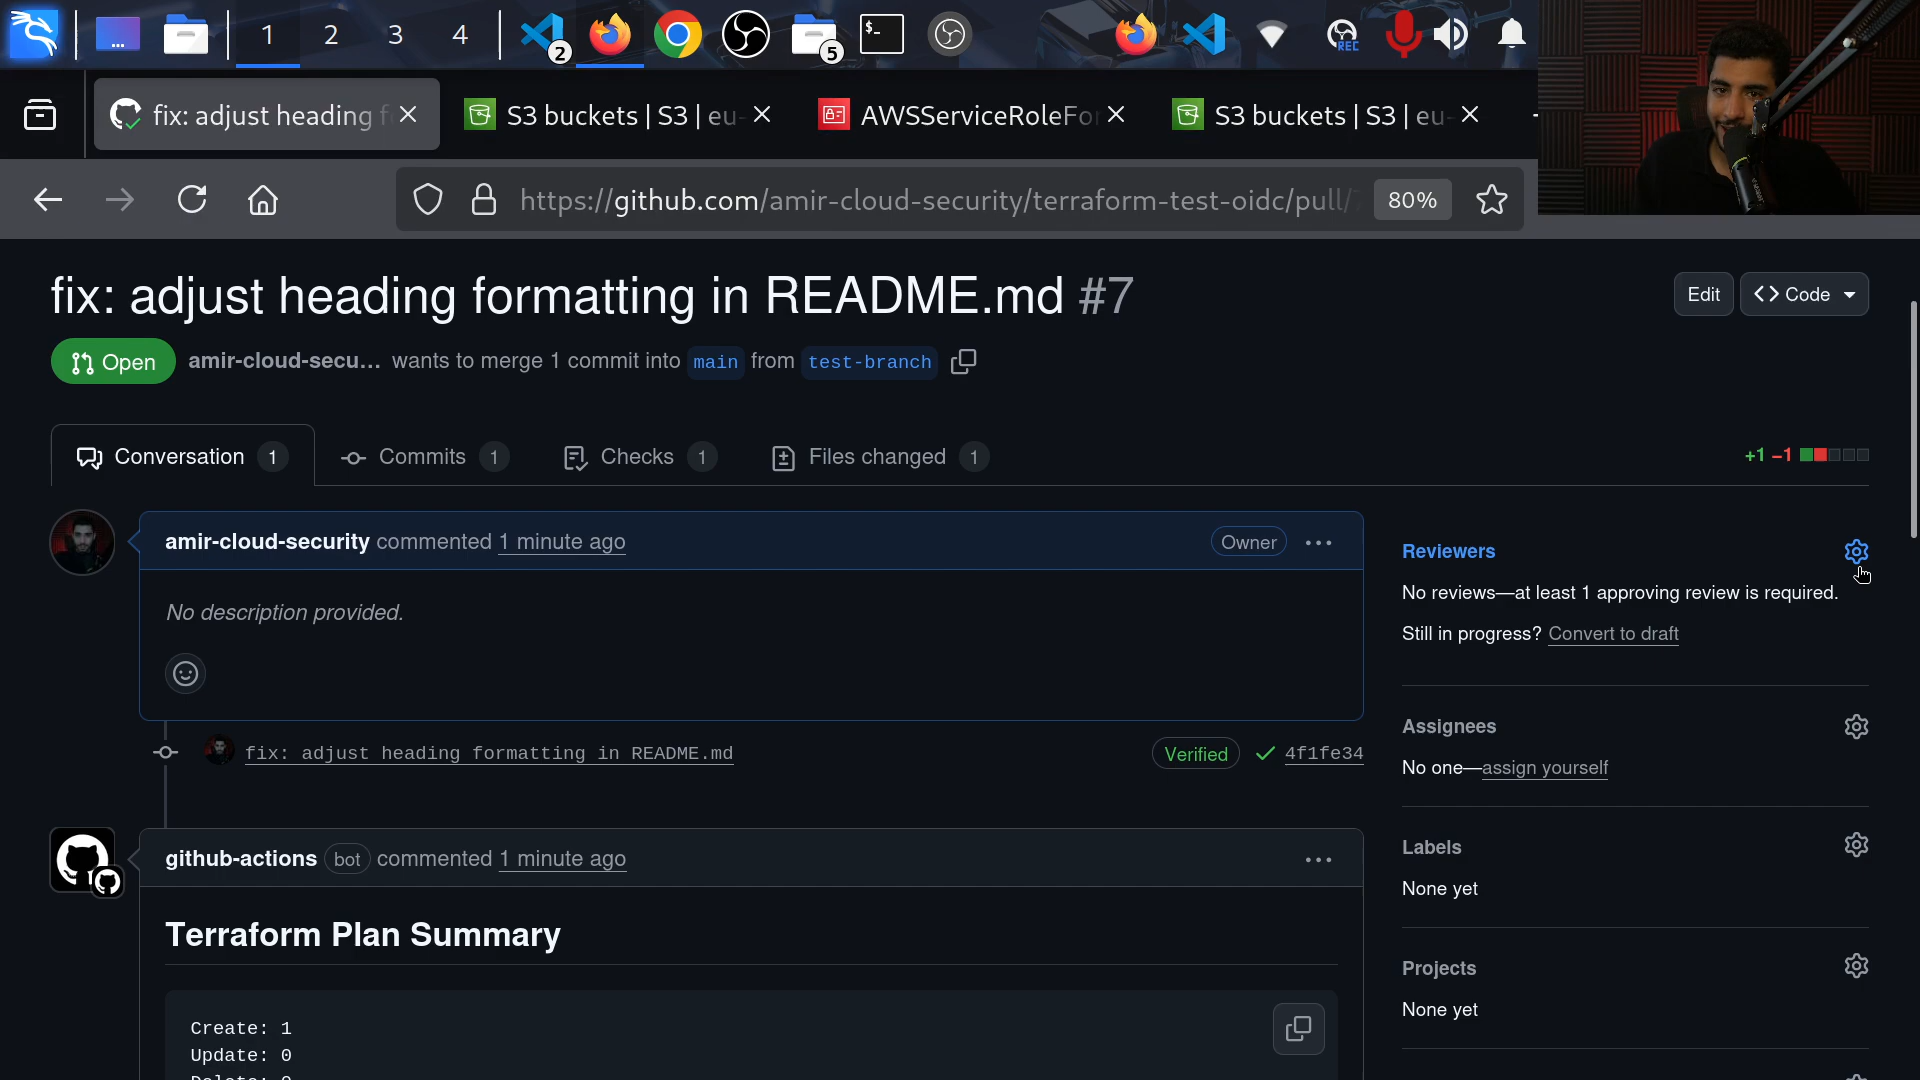 1 2 3 4 2 5 REC
fix: adjust heading f
S3 buckets | S3 | eu-
AWSServiceRoleFor
S3 buckets | S3 | eu-
https://github.com/amir-cloud-security/terraform-test-oidc/pull/7
80%
fix: adjust heading formatting in README.md #7
Edit
Code
Open
amir-cloud-secu... wants to merge 1 commit into main from test-branch
Conversation 1
Commits 1
Checks 1
Files changed 1
+1 −1
amir-cloud-security commented 1 minute ago
Owner
No description provided.
fix: adjust heading formatting in README.md
Verified
4f1fe34
github-actions bot commented 1 minute ago
Terraform Plan Summary
Create: 1
Update: 0
Reviewers
No reviews—at least 1 approving review is required.
Still in progress? Convert to draft
Assignees
No one—assign yourself
Labels
None yet
Projects
None yet